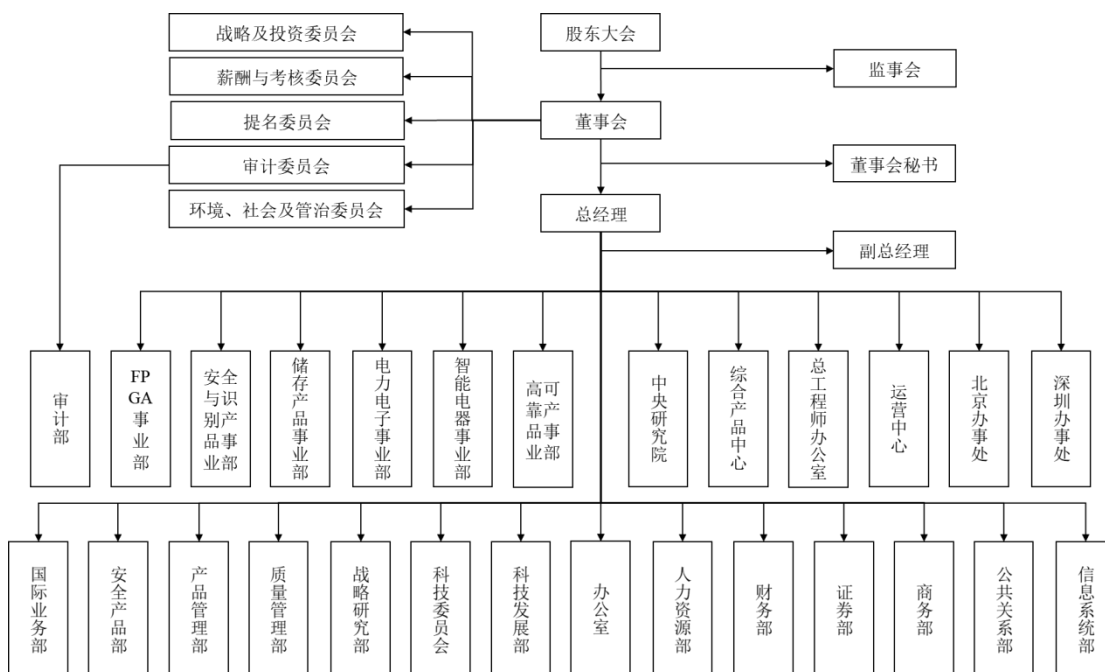 战略及投资委员会
股东大会
薪酬与考核委员会
监事会
提名委员会
董事会
审计委员会
董事会秘书
环境、社会及管治委员会
总经理
副总经理
审计部
FPGA事业部
安全与识别产品事业部
储存产品事业部
电力电子事业部
智能电器事业部
高可靠产品事业部
中央研究院
综合产品中心
总工程师办公室
运营中心
北京办事处
深圳办事处
国际业务部
安全产品部
产品管理部
质量管理部
战略研究部
科技委员会
科技发展部
办公室
人力资源部
财务部
证券部
商务部
公共关系部
信息系统部